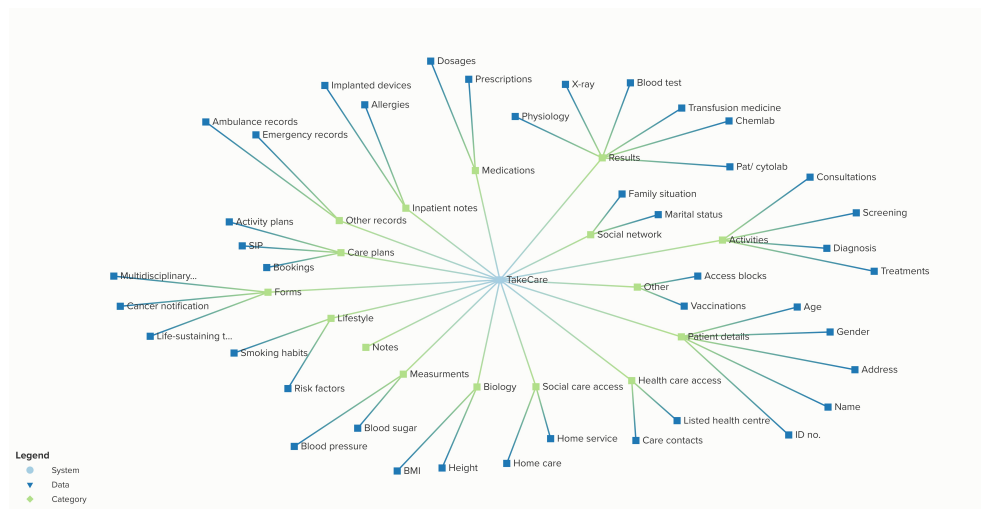 Dosages
Prescriptions
Implanted devices
Allergies
X-ray
Blood test
Physiology
Transfusion medicine
Chemlab
Ambulance records
Emergency records
Results
Pat/ cytolab
Medications
Consultations
Family situation
Inpatient notes
Marital status
Screening
Other records
Activity plans
Social network
Activities
SIP
Care plans
Diagnosis
Bookings
Treatments
Multidisciplinary...
TakeCare
Access blocks
Forms
Other
Cancer notification
Vaccinations
Age
Lifestyle
Life-sustaining t...
Patient details
Gender
Notes
Smoking habits
Address
Measurments
Health care access
Risk factors
Biology
Social care access
Name
Blood sugar
Listed health centre
ID no.
Blood pressure
Home service
Care contacts
BMI
Height
Home care
Legend
System
Data
Category